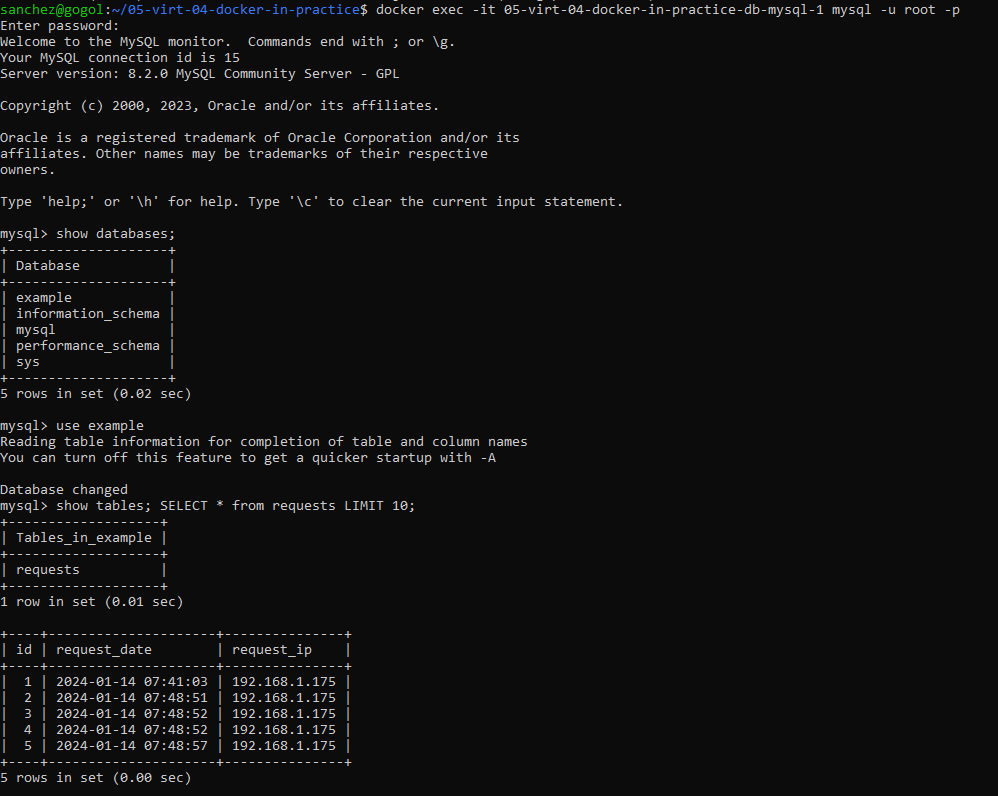 sanchez@gogol:~/05-virt-04-docker-in-practice$ docker exec -it 05-virt-04-docker-in-practice-db-mysql-1 mysql -u root -p
Enter password:
Welcome to the MySQL monitor.  Commands end with ; or \g.
Your MySQL connection id is 15
Server version: 8.2.0 MySQL Community Server - GPL

Copyright (c) 2000, 2023, Oracle and/or its affiliates.

Oracle is a registered trademark of Oracle Corporation and/or its
affiliates. Other names may be trademarks of their respective
owners.

Type 'help;' or '\h' for help. Type '\c' to clear the current input statement.

mysql> show databases;
+--------------------+
| Database           |
+--------------------+
| example            |
| information_schema |
| mysql              |
| performance_schema |
| sys                |
+--------------------+
5 rows in set (0.02 sec)

mysql> use example
Reading table information for completion of table and column names
You can turn off this feature to get a quicker startup with -A

Database changed
mysql> show tables; SELECT * from requests LIMIT 10;
+-------------------+
| Tables_in_example |
+-------------------+
| requests          |
+-------------------+
1 row in set (0.01 sec)

+----+---------------------+---------------+
| id | request_date        | request_ip    |
+----+---------------------+---------------+
|  1 | 2024-01-14 07:41:03 | 192.168.1.175 |
|  2 | 2024-01-14 07:48:51 | 192.168.1.175 |
|  3 | 2024-01-14 07:48:52 | 192.168.1.175 |
|  4 | 2024-01-14 07:48:52 | 192.168.1.175 |
|  5 | 2024-01-14 07:48:57 | 192.168.1.175 |
+----+---------------------+---------------+
5 rows in set (0.00 sec)